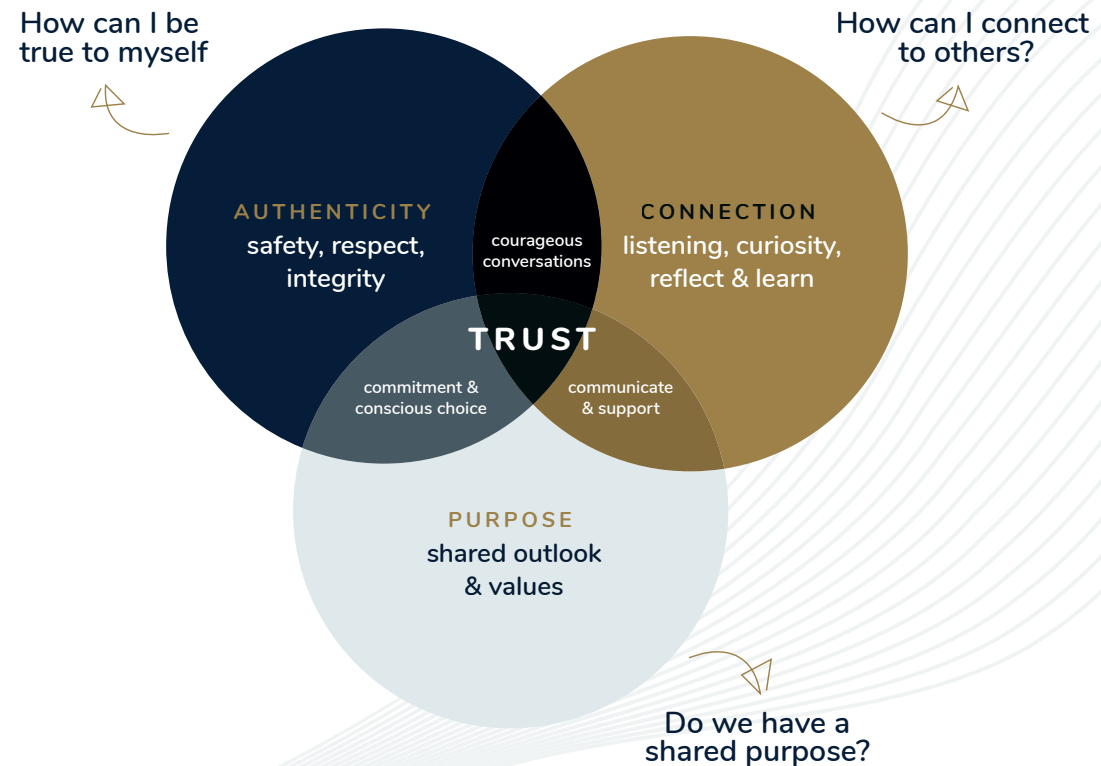 How can I be
true to myself
How can I connect
to others?
AUTHENTICITY
safety, respect,
integrity
courageous
conversations
CONNECTION
listening, curiosity,
reflect & learn
TRUST
commitment &
conscious choice
communicate
& support
PURPOSE
shared outlook
& values
Do we have a
shared purpose?